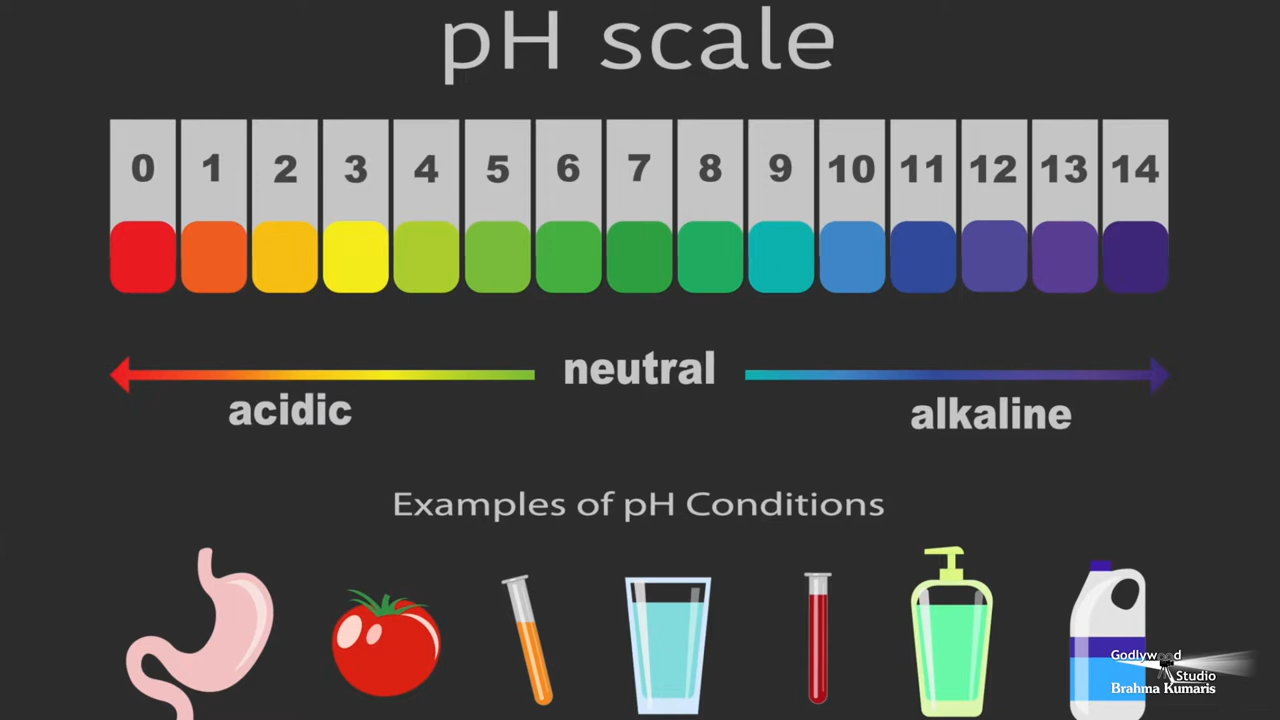 pH scale
0 1 2 3 4 5 6 7 8 9 10 11 12 13 14
neutral
acidic
alkaline
Examples of pH Conditions
Godlywood
Studio
Brahma Kumaris